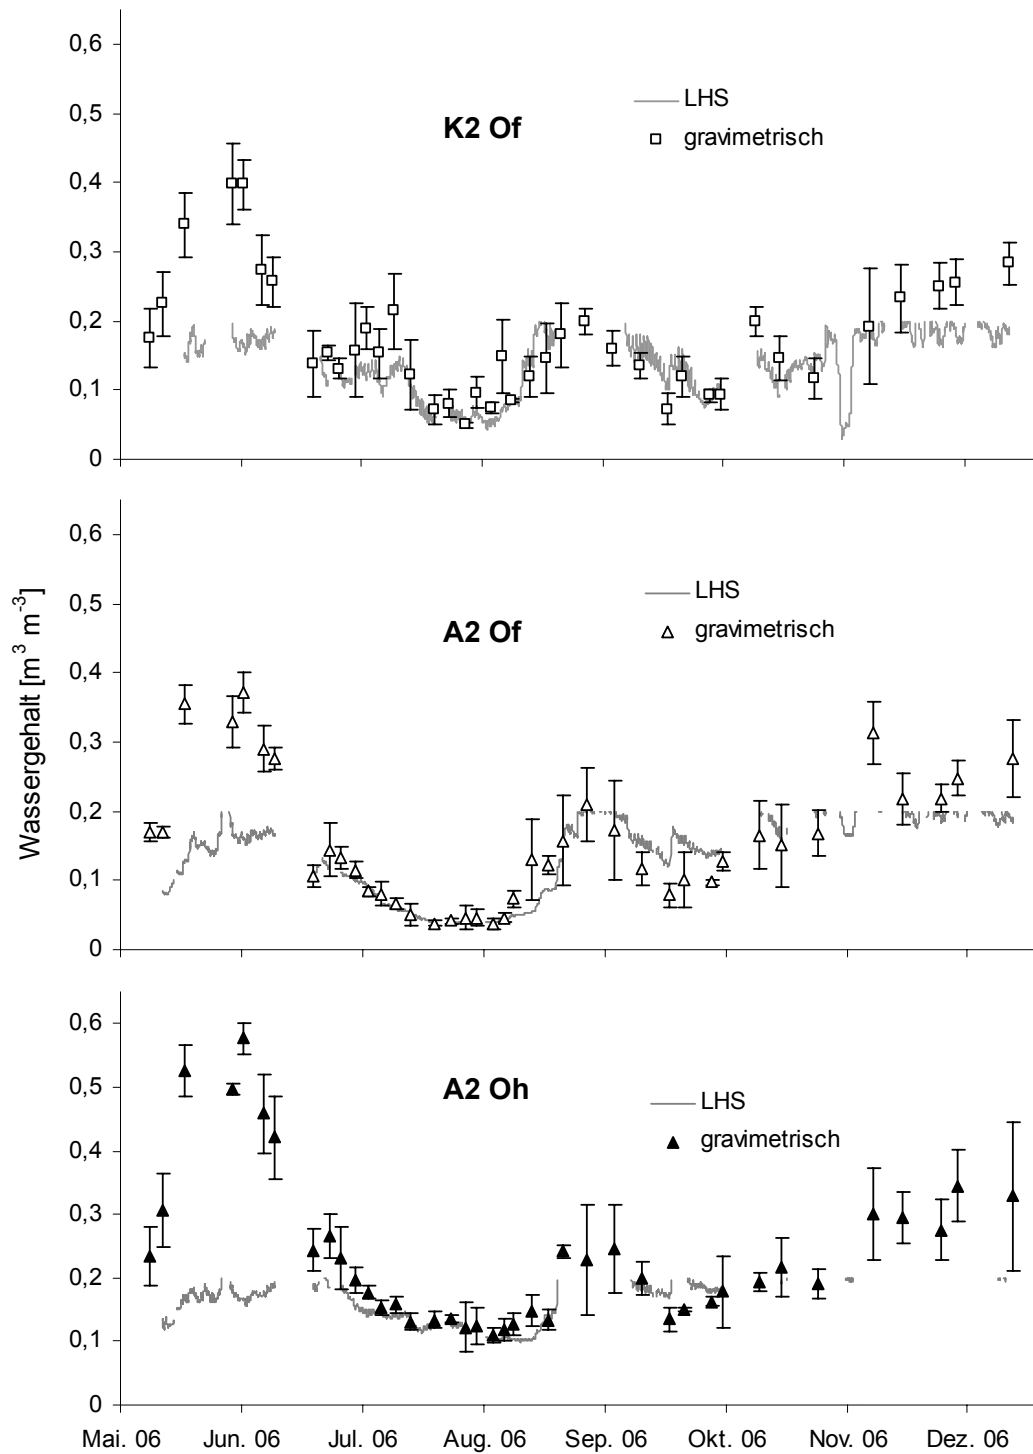 0,6
0,5
0,4
0,3
0,2
0,1
0
K2 Of
LHS
gravimetrisch
Mai. 06 Jun. 06 Jul. 06 Aug. 06 Sep. 06 Okt. 06 Nov. 06 Dez. 06
Wassergehalt [m³ m⁻³]
0,6
0,5
0,4
0,3
0,2
0,1
0
A2 Of
LHS
gravimetrisch
0,6
0,5
0,4
0,3
0,2
0,1
0
A2 Oh
LHS
gravimetrisch